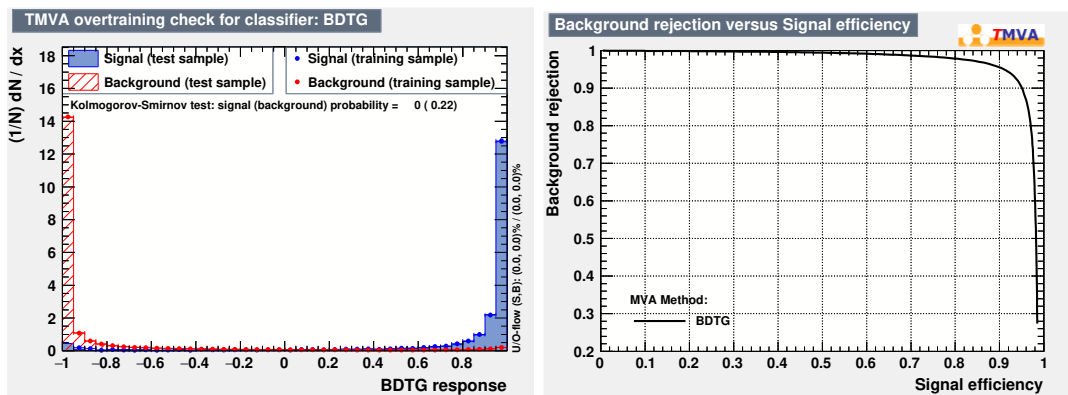 TMVA overtraining check for classifier: BDTG
(1/N) dN / dx
18
16
14
12
10
8
6
4
2
0
Signal (test sample)
Background (test sample)
Signal (training sample)
Background (training sample)
Kolmogorov-Smirnov test: signal (background) probability = 0 ( 0.22)
U/O-flow (S,B): (0.0, 0.0)% / (0.0, 0.0)%
−1 −0.8 −0.6 −0.4 −0.2 0 0.2 0.4 0.6 0.8
BDTG response
Background rejection versus Signal efficiency
TMVA
Background rejection
1
0.9
0.8
0.7
0.6
0.5
0.4
0.3
0.2
MVA Method:
BDTG
0 0.1 0.2 0.3 0.4 0.5 0.6 0.7 0.8 0.9 1
Signal efficiency